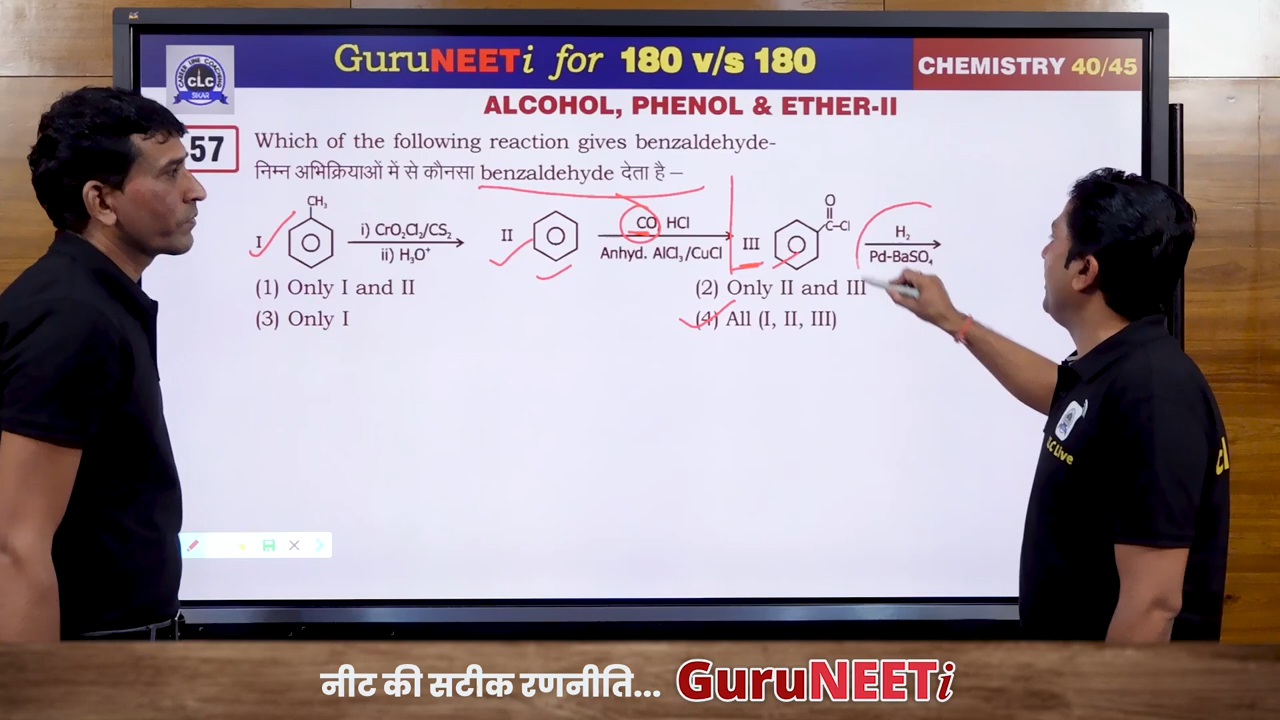 GuruNEETi for 180 v/s 180
CHEMISTRY 40/45
CAREER LINE COACHING
CLC
SIKAR
ALCOHOL, PHENOL & ETHER-II
57
Which of the following reaction gives benzaldehyde-
निम्न अभिक्रियाओं में से कौनसा benzaldehyde देता है –
I CH₃ i) CrO₂Cl₂/CS₂
ii) H₃O⁺
II CO HCl
Anhyd. AlCl₃/CuCl
III O C–Cl H₂
Pd-BaSO₄
(1) Only I and II
(2) Only II and III
(3) Only I
(4) All (I, II, III)
CLC Live
नीट की सटीक रणनीति... GuruNEETi